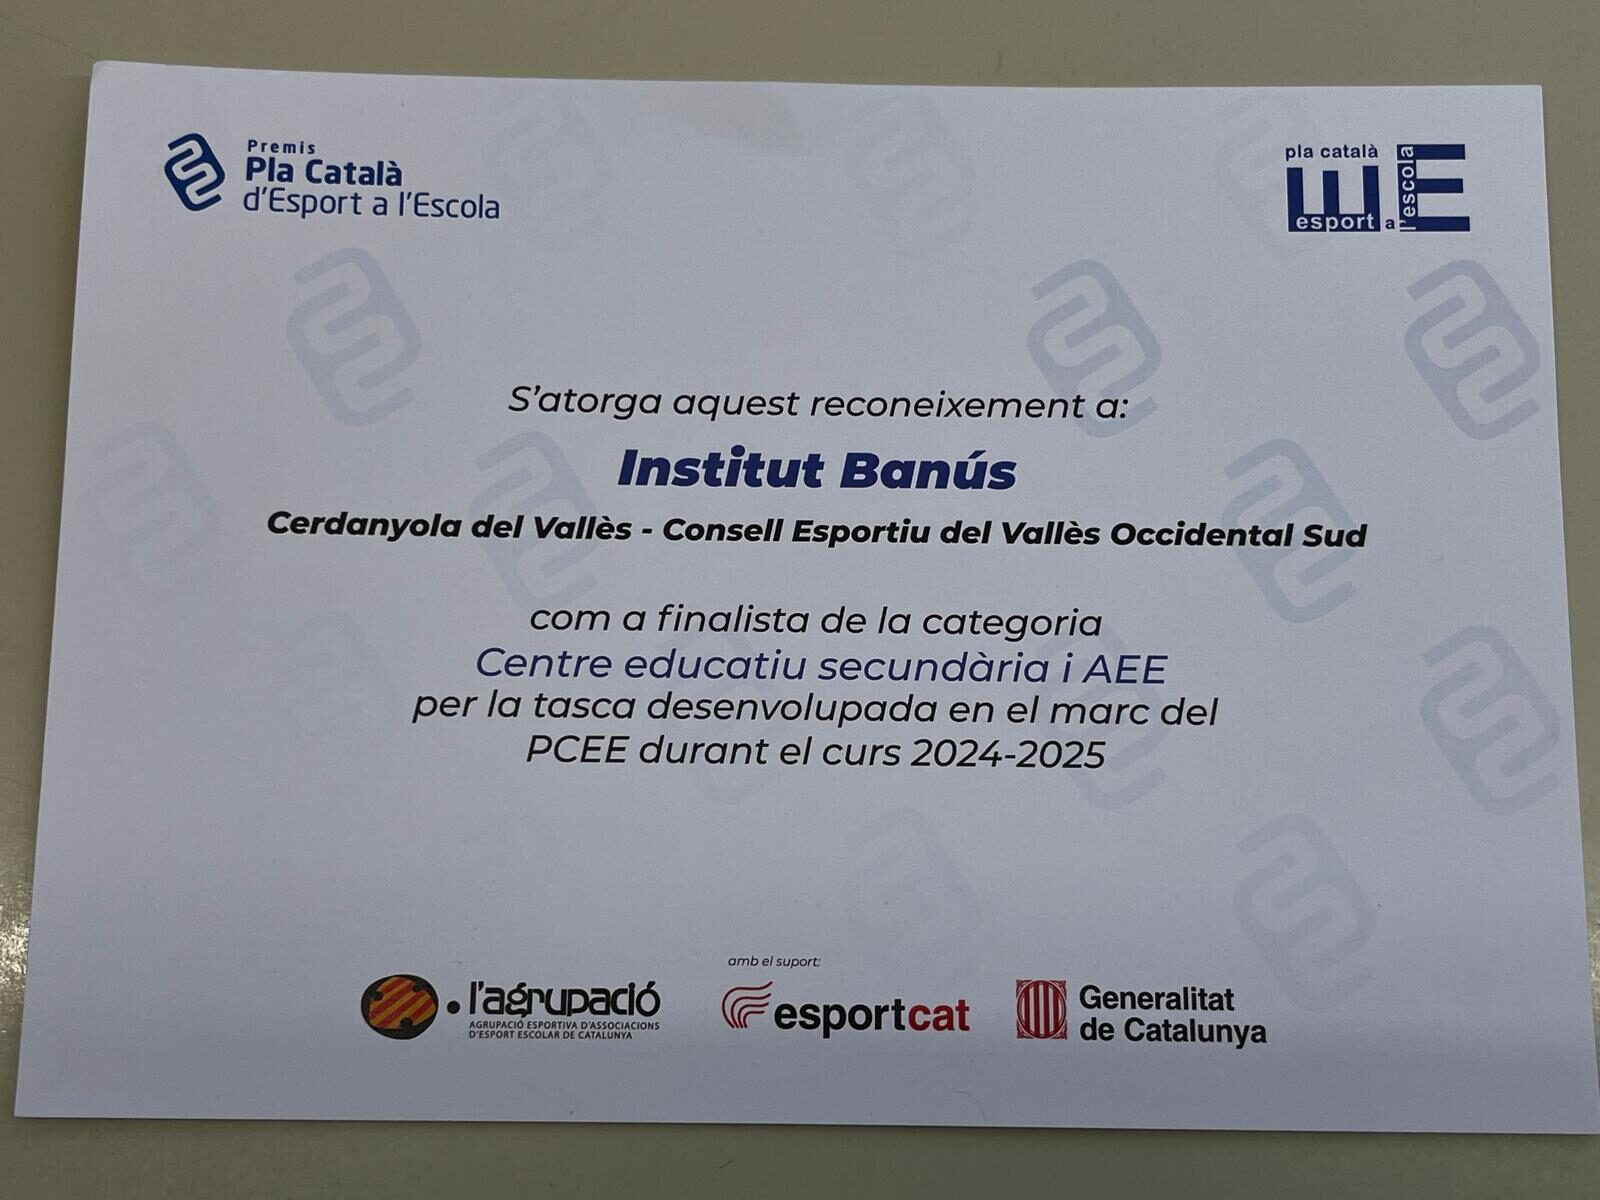 Premis
Pla Català
d'Esport a l'Escola
pla català
esport a l'escola
S'atorga aquest reconeixement a:
Institut Banús
Cerdanyola del Vallès - Consell Esportiu del Vallès Occidental Sud
com a finalista de la categoria
Centre educatiu secundària i AEE
per la tasca desenvolupada en el marc del
PCEE durant el curs 2024-2025
amb el suport:
l'agrupació
AGRUPACIÓ ESPORTIVA D'ASSOCIACIONS
D'ESPORT ESCOLAR DE CATALUNYA
esportcat
Generalitat
de Catalunya